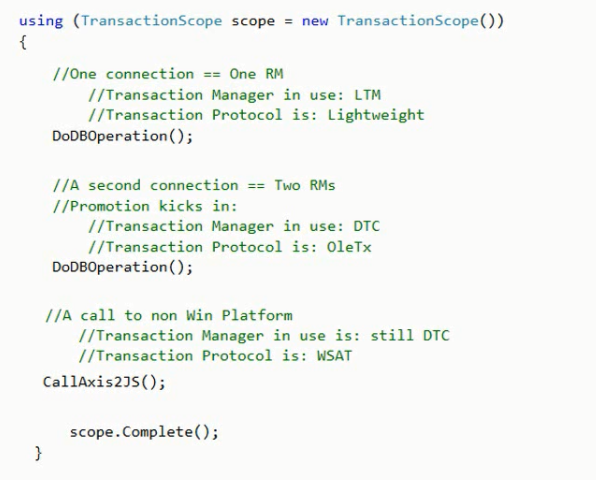 using (TransactionScope scope = new TransactionScope())
{
//One connection == One RM
//Transaction Manager in use: LTM
//Transaction Protocol is: Lightweight
DoDBOperation();
//A second connection == Two RMs
//Promotion kicks in:
//Transaction Manager in use: DTC
//Transaction Protocol is: OleTx
DoDBOperation();
//A call to non Win Platform
//Transaction Manager in use is: still DTC
//Transaction Protocol is: WSAT
CallAxis2JS();
scope.Complete();
}